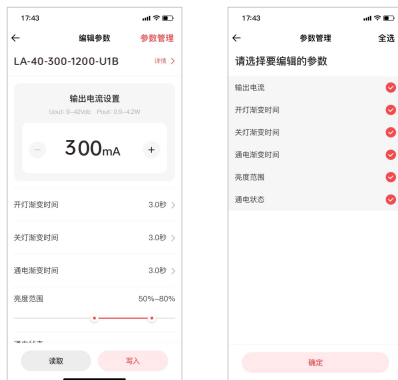 17:43
编辑参数
参数管理
LA-40-300-1200-U1B
详情
输出电流设置
Uout: 9-42Vdc Pout: 0.9-4.2W
300mA
开灯渐变时间
3.0秒
关灯渐变时间
3.0秒
通电渐变时间
3.0秒
亮度范围
50%-80%
读取
写入
17:43
参数管理
全选
请选择要编辑的参数
输出电流
开灯渐变时间
关灯渐变时间
通电渐变时间
亮度范围
通电状态
确定